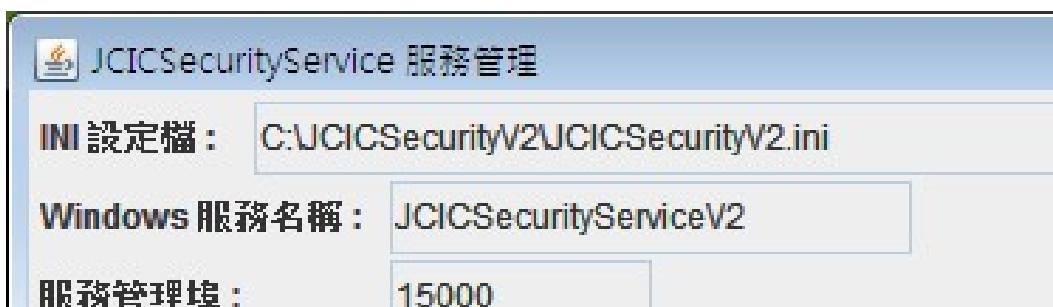 JCICSecurityService 服務管理
INI 設定檔： C:\JCICSecurityV2\JCICSecurityV2.ini
Windows 服務名稱： JCICSecurityServiceV2
服務管理埠： 15000